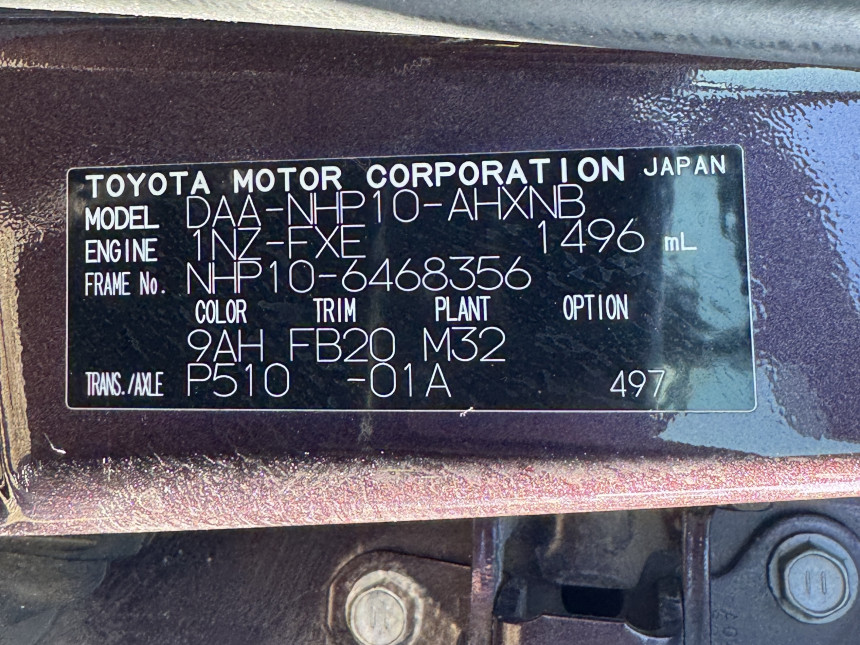 TOYOTA MOTOR CORPORATION JAPAN
MODEL DAA-NHP10-AHXNB
ENGINE 1NZ-FXE 1496 mL
FRAME No. NHP10-6468356
COLOR TRIM PLANT OPTION
9AH FB20 M32
TRANS./AXLE P510 -01A 497